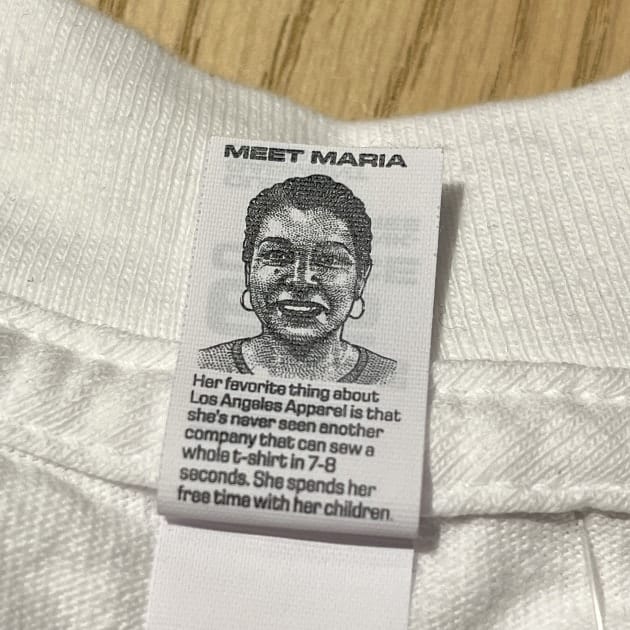 MEET MARIA
Her favorite thing about
Los Angeles Apparel is that
she's never seen another
company that can sew a
whole t-shirt in 7-8
seconds. She spends her
free time with her children.